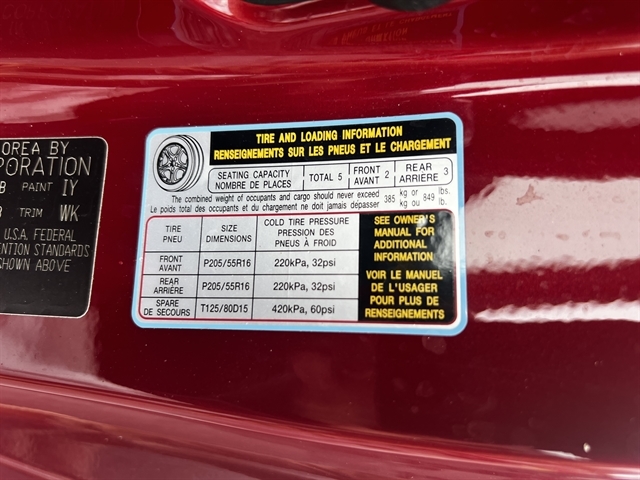 OREA BY
PORATION
PAINT IY
TRIM WK
U.S.A. FEDERAL
ENTION STANDARDS
SHOWN ABOVE
TIRE AND LOADING INFORMATION
RENSEIGNEMENTS SUR LES PNEUS ET LE CHARGEMENT
SEATING CAPACITY
NOMBRE DE PLACES
TOTAL 5
FRONT
AVANT 2
REAR
ARRIÈRE 3
The combined weight of occupants and cargo should never exceed 385 kg or 849 lbs.
Le poids total des occupants et du chargement ne doit jamais dépasser 385 kg ou 849 lb.
TIRE
PNEU
SIZE
DIMENSIONS
COLD TIRE PRESSURE
PRESSION DES
PNEUS À FROID
FRONT
AVANT
P205/55R16
220kPa, 32psi
REAR
ARRIÈRE
P205/55R16
220kPa, 32psi
SPARE
DE SECOURS
T125/80D15
420kPa, 60psi
SEE OWNER'S
MANUAL FOR
ADDITIONAL
INFORMATION
VOIR LE MANUEL
DE L'USAGER
POUR PLUS DE
RENSEIGNEMENTS